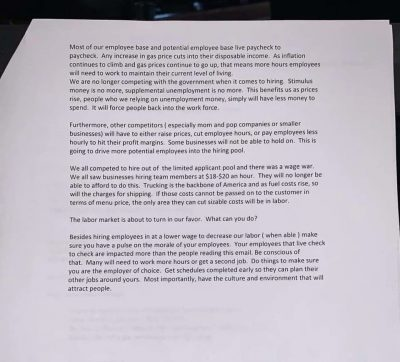 Most of our employee base and potential employee base live paycheck to
paycheck. Any increase in gas price cuts into their disposable income. As inflation
continues to climb and gas prices continue to go up, that means more hours employees
will need to work to maintain their current level of living.
We are no longer competing with the government when it comes to hiring. Stimulus
money is no more, supplemental unemployment is no more. This benefits us as prices
rise, people who we relying on unemployment money, simply will have less money to
spend. It will force people back into the work force.
Furthermore, other competitors ( especially mom and pop companies or smaller
businesses) will have to either raise prices, cut employee hours, or pay employees less
hourly to hit their profit margins. Some businesses will not be able to hold on. This is
going to drive more potential employees into the hiring pool.
We all competed to hire out of the limited applicant pool and there was a wage war.
We all saw businesses hiring team members at $18-$20 an hour. They will no longer be
able to afford to do this. Trucking is the backbone of America and as fuel costs rise, so
will the charges for shipping. If those costs cannot be passed on to the customer in
terms of menu price, the only area they can cut sizable costs will be in labor.
The labor market is about to turn in our favor. What can you do?
Besides hiring employees in at a lower wage to decrease our labor ( when able ) make
sure you have a pulse on the morale of your employees. Your employees that live check
to check are impacted more than the people reading this email. Be conscious of
that. Many will need to work more hours or get a second job. Do things to make sure
you are the employer of choice. Get schedules completed early so they can plan their
other jobs around yours. Most importantly, have the culture and environment that will
attract people.